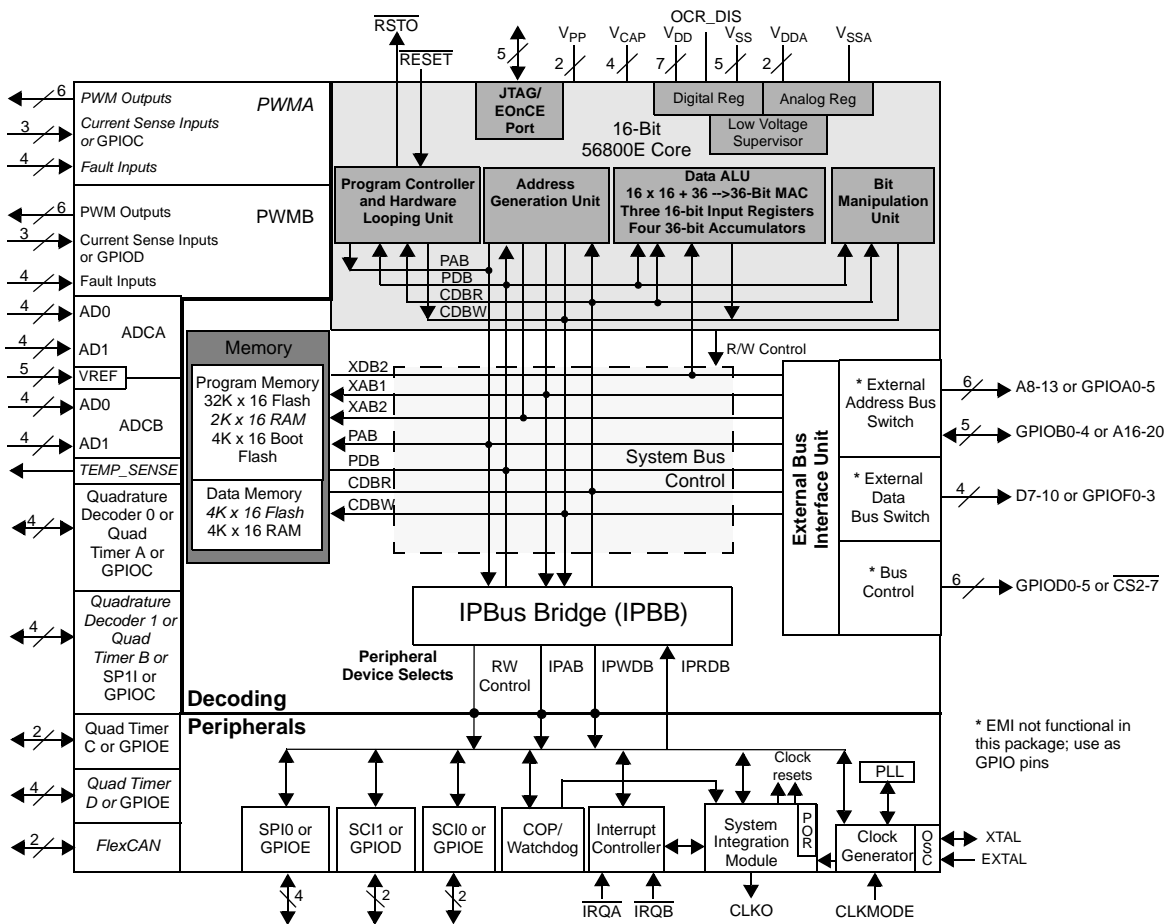 RSTO
RESET
5
V_PP
2
V_CAP
4
V_DD
7
OCR_DIS
V_SS
5
V_DDA
2
V_SSA
JTAG/
EOnCE
Port
Digital Reg
Analog Reg
Low Voltage
Supervisor
16-Bit
56800E Core
Program Controller
and Hardware
Looping Unit
Address
Generation Unit
Data ALU
16 x 16 + 36 -->36-Bit MAC
Three 16-bit Input Registers
Four 36-bit Accumulators
Bit
Manipulation
Unit
PAB
PDB
CDBR
CDBW
6
PWM Outputs
PWMA
3
Current Sense Inputs
or GPIOC
4
Fault Inputs
6
PWM Outputs
PWMB
3
Current Sense Inputs
or GPIOD
4
Fault Inputs
4
AD0
ADCA
4
AD1
5
VREF
4
AD0
ADCB
4
AD1
TEMP_SENSE
4
Quadrature
Decoder 0 or
Quad
Timer A or
GPIOC
4
Quadrature
Decoder 1 or
Quad
Timer B or
SP1I or
GPIOC
2
Quad Timer
C or GPIOE
4
Quad Timer
D or GPIOE
2
FlexCAN
Memory
Program Memory
32K x 16 Flash
2K x 16 RAM
4K x 16 Boot
Flash
Data Memory
4K x 16 Flash
4K x 16 RAM
XDB2
XAB1
XAB2
PAB
PDB
CDBR
CDBW
System Bus
Control
R/W Control
External Bus
Interface Unit
* External
Address Bus
Switch
* External
Data
Bus Switch
* Bus
Control
6
A8-13 or GPIOA0-5
5
GPIOB0-4 or A16-20
4
D7-10 or GPIOF0-3
6
GPIOD0-5 or CS2-7
IPBus Bridge (IPBB)
Peripheral
Device Selects
RW
Control
IPAB
IPWDB
IPRDB
Decoding
Peripherals
* EMI not functional in
this package; use as
GPIO pins
SPI0 or
GPIOE
4
SCI1 or
GPIOD
2
SCI0 or
GPIOE
2
COP/
Watchdog
Interrupt
Controller
IRQA
IRQB
Clock
resets
System
Integration
Module
POR
CLKO
PLL
Clock
Generator
OSC
XTAL
EXTAL
CLKMODE